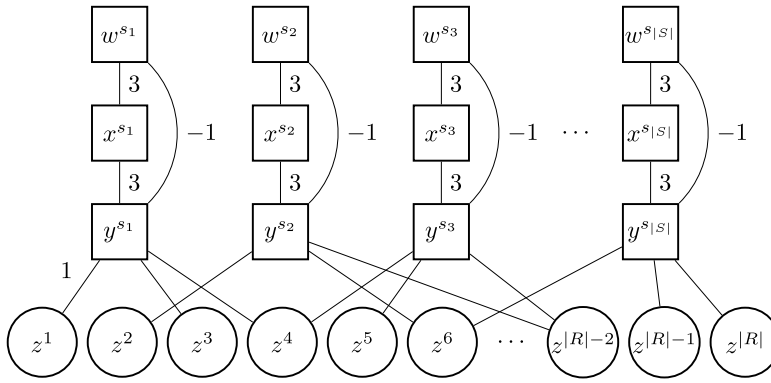 w^{s_1} w^{s_2} w^{s_3} w^{s_{|S|}}
3 3 3 3
x^{s_1} −1 x^{s_2} −1 x^{s_3} −1 ⋯ x^{s_{|S|}} −1
3 3 3 3
y^{s_1} y^{s_2} y^{s_3} y^{s_{|S|}}
1
z^1 z^2 z^3 z^4 z^5 z^6 ⋯ z^{|R|−2} z^{|R|−1} z^{|R|}